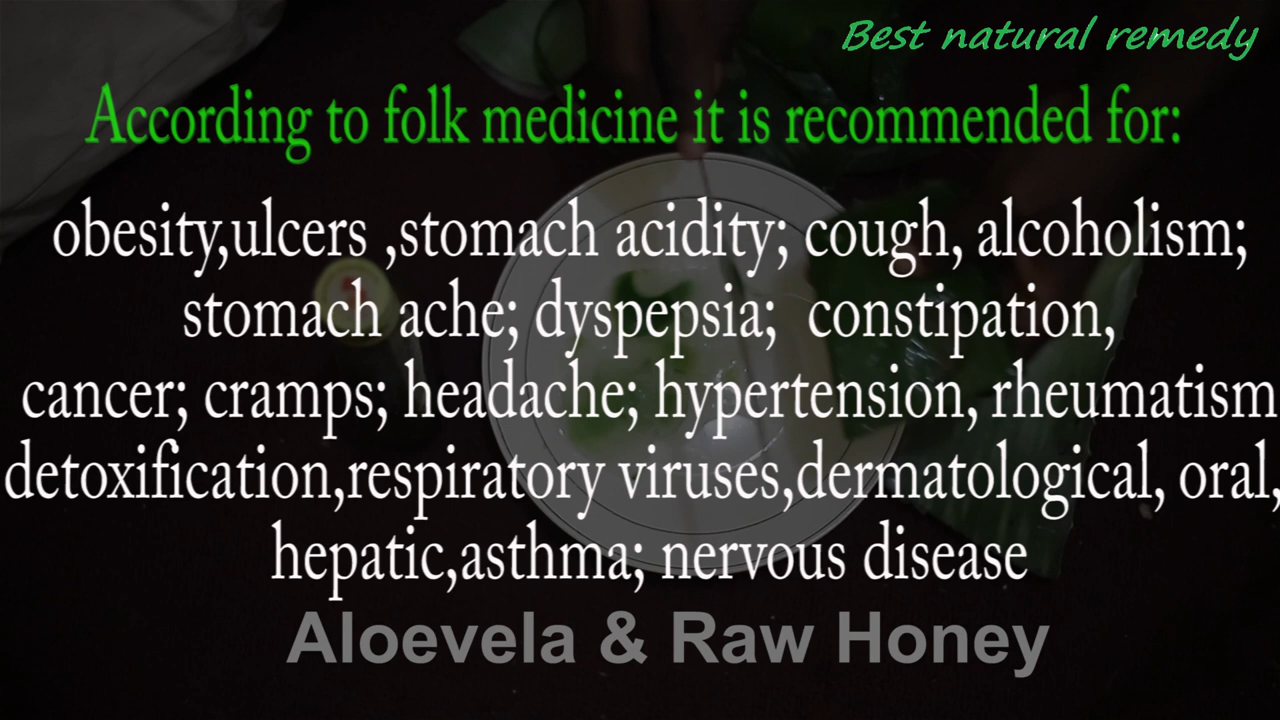 Best natural remedy
According to folk medicine it is recommended for:
obesity,ulcers ,stomach acidity; cough, alcoholism;
stomach ache; dyspepsia; constipation,
cancer; cramps; headache; hypertension, rheumatism
detoxification,respiratory viruses,dermatological, oral,
hepatic,asthma; nervous disease
Aloevela & Raw Honey